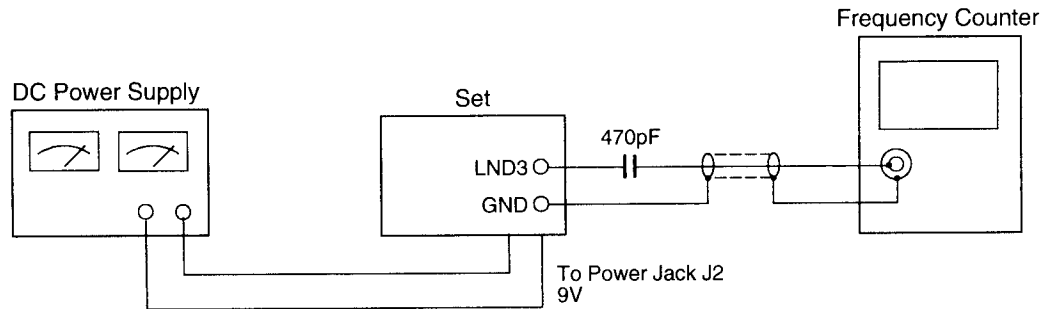 Frequency Counter
DC Power Supply
Set
470pF
LND3
GND
To Power Jack J2
9V